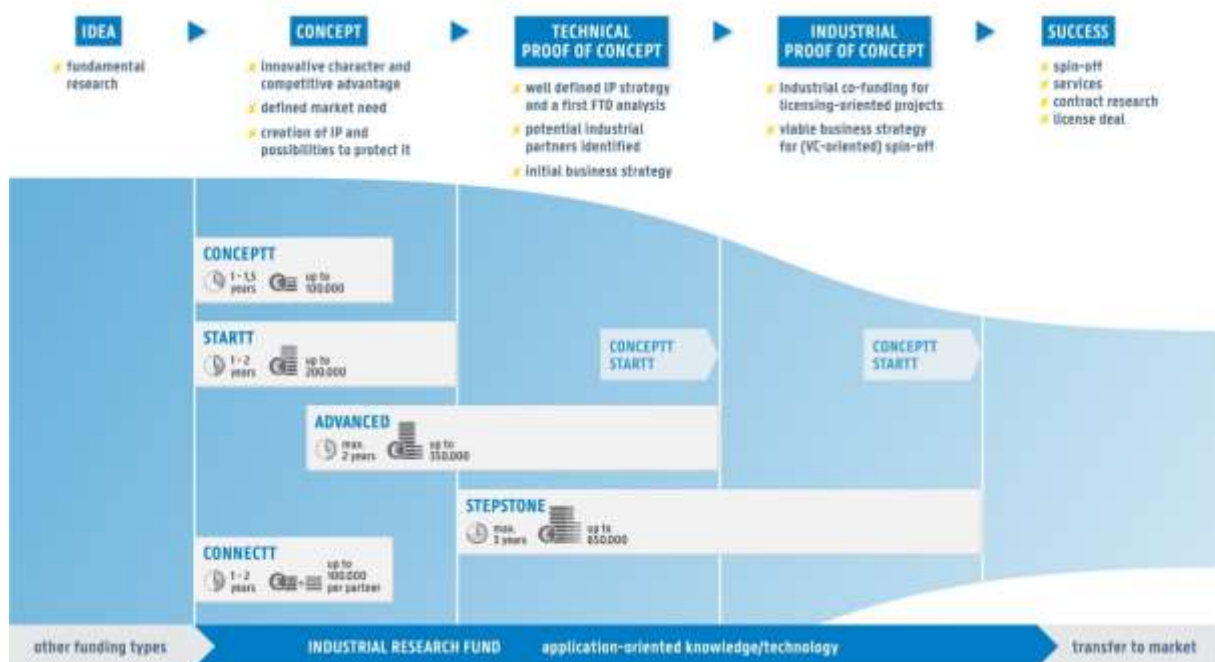 IDEA
fundamental
research
CONCEPT
innovative character and
competitive advantage
defined market need
creation of IP and
possibilities to protect it
TECHNICAL
PROOF OF CONCEPT
well defined IP strategy
and a first FTO analysis
potential industrial
partners identified
initial business strategy
INDUSTRIAL
PROOF OF CONCEPT
Industrial co-funding for
licensing-oriented projects
viable business strategy
for (VC-oriented) spin-off
SUCCESS
spin-off
services
contract research
license deal
CONCEPTT
1 - 1,5
years
up to
100.000
STARTT
1 - 2
years
up to
200.000
CONCEPTT
STARTT
CONCEPTT
STARTT
ADVANCED
max.
2 years
up to
350.000
STEPSTONE
max.
3 years
up to
650.000
CONNECTT
1 - 2
years
up to
100.000
per partner
other funding types
INDUSTRIAL RESEARCH FUND application-oriented knowledge/technology
transfer to market